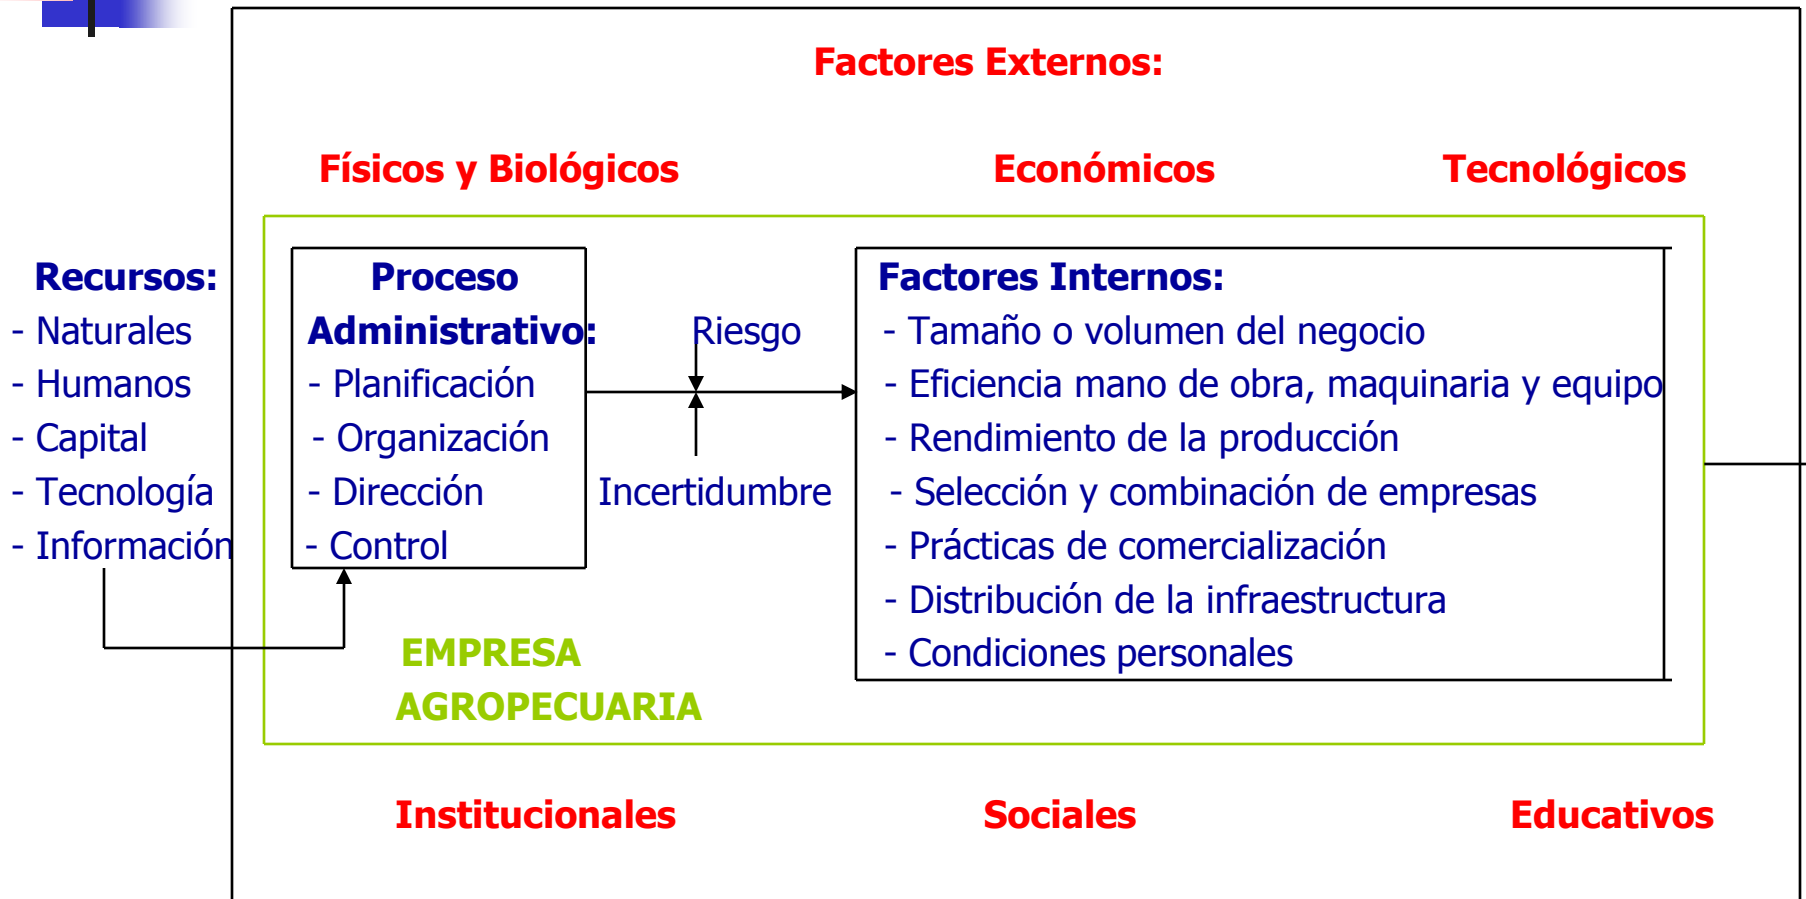 Factores Externos:
Físicos y Biológicos
Económicos
Tecnológicos
Recursos:
- Naturales
- Humanos
- Capital
- Tecnología
- Información
Proceso
Administrativo:
- Planificación
- Organización
- Dirección
- Control
Riesgo
Incertidumbre
Factores Internos:
- Tamaño o volumen del negocio
- Eficiencia mano de obra, maquinaria y equipo
- Rendimiento de la producción
- Selección y combinación de empresas
- Prácticas de comercialización
- Distribución de la infraestructura
- Condiciones personales
EMPRESA
AGROPECUARIA
Institucionales
Sociales
Educativos